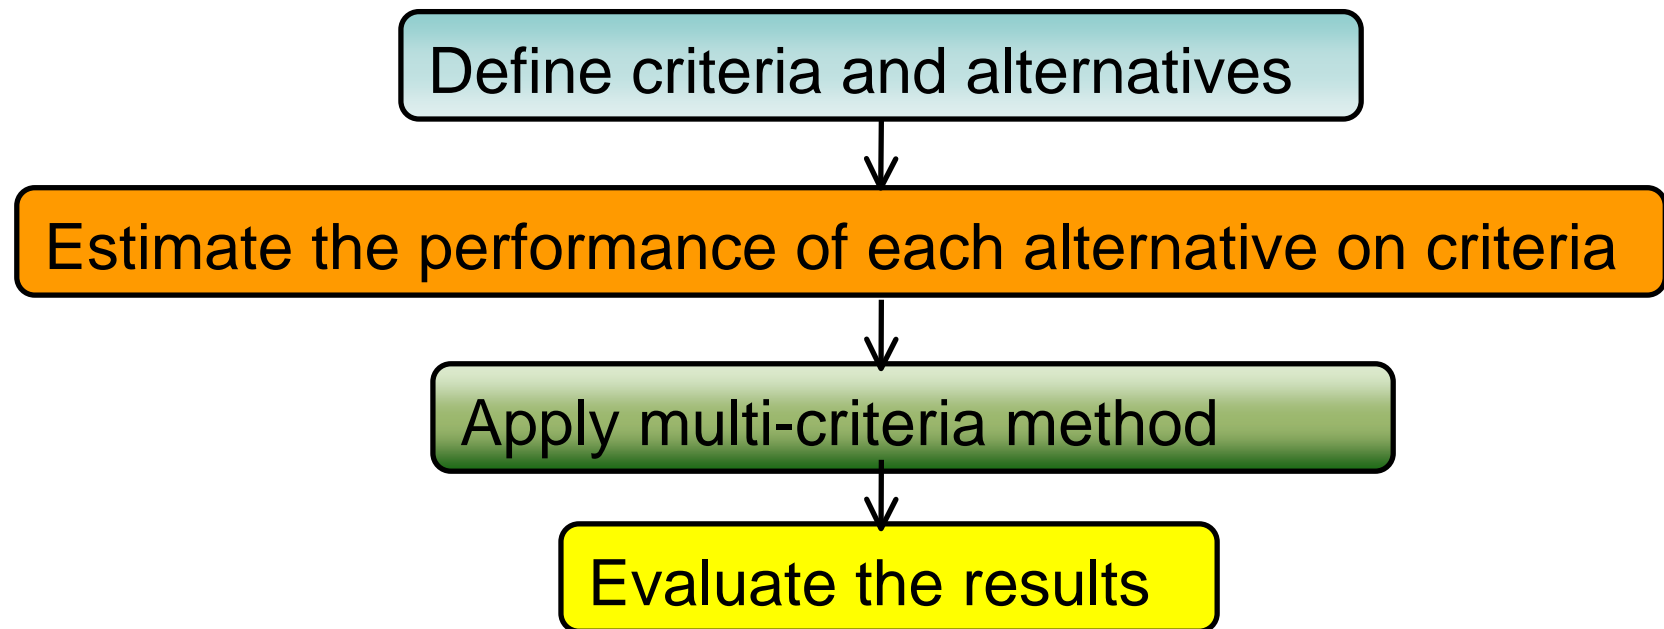 Define criteria and alternatives
Estimate the performance of each alternative on criteria
Apply multi-criteria method
Evaluate the results